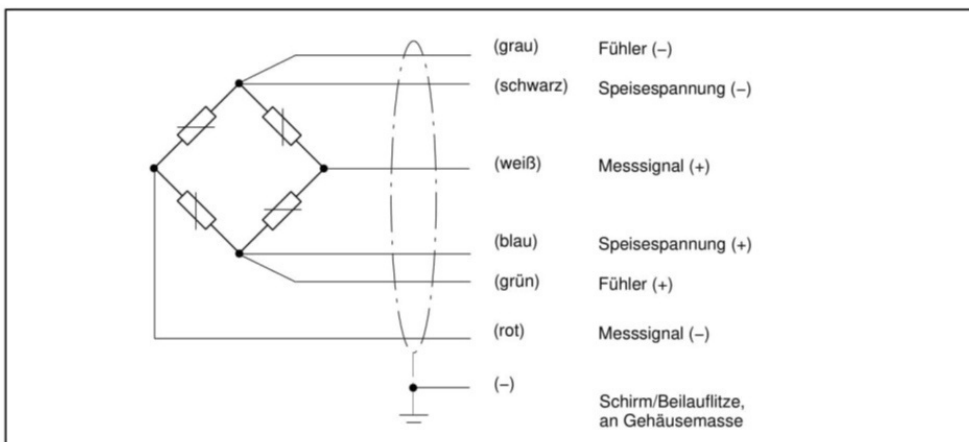 (grau) Fühler (−)
(schwarz) Speisespannung (−)
(weiß) Messsignal (+)
(blau) Speisespannung (+)
(grün) Fühler (+)
(rot) Messsignal (−)
(−)
Schirm/Beilauflitze,
an Gehäusemasse